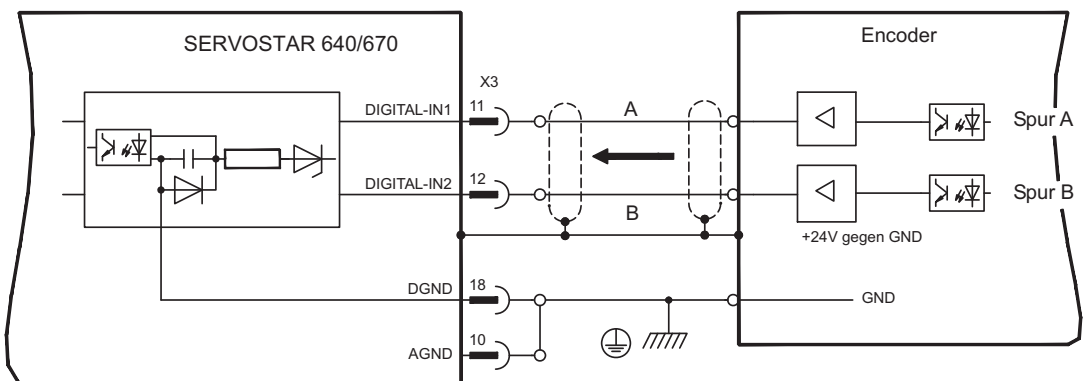 SERVOSTAR 640/670
Encoder
X3
DIGITAL-IN1
11
A
Spur A
DIGITAL-IN2
12
B
Spur B
+24V gegen GND
DGND
18
GND
AGND
10